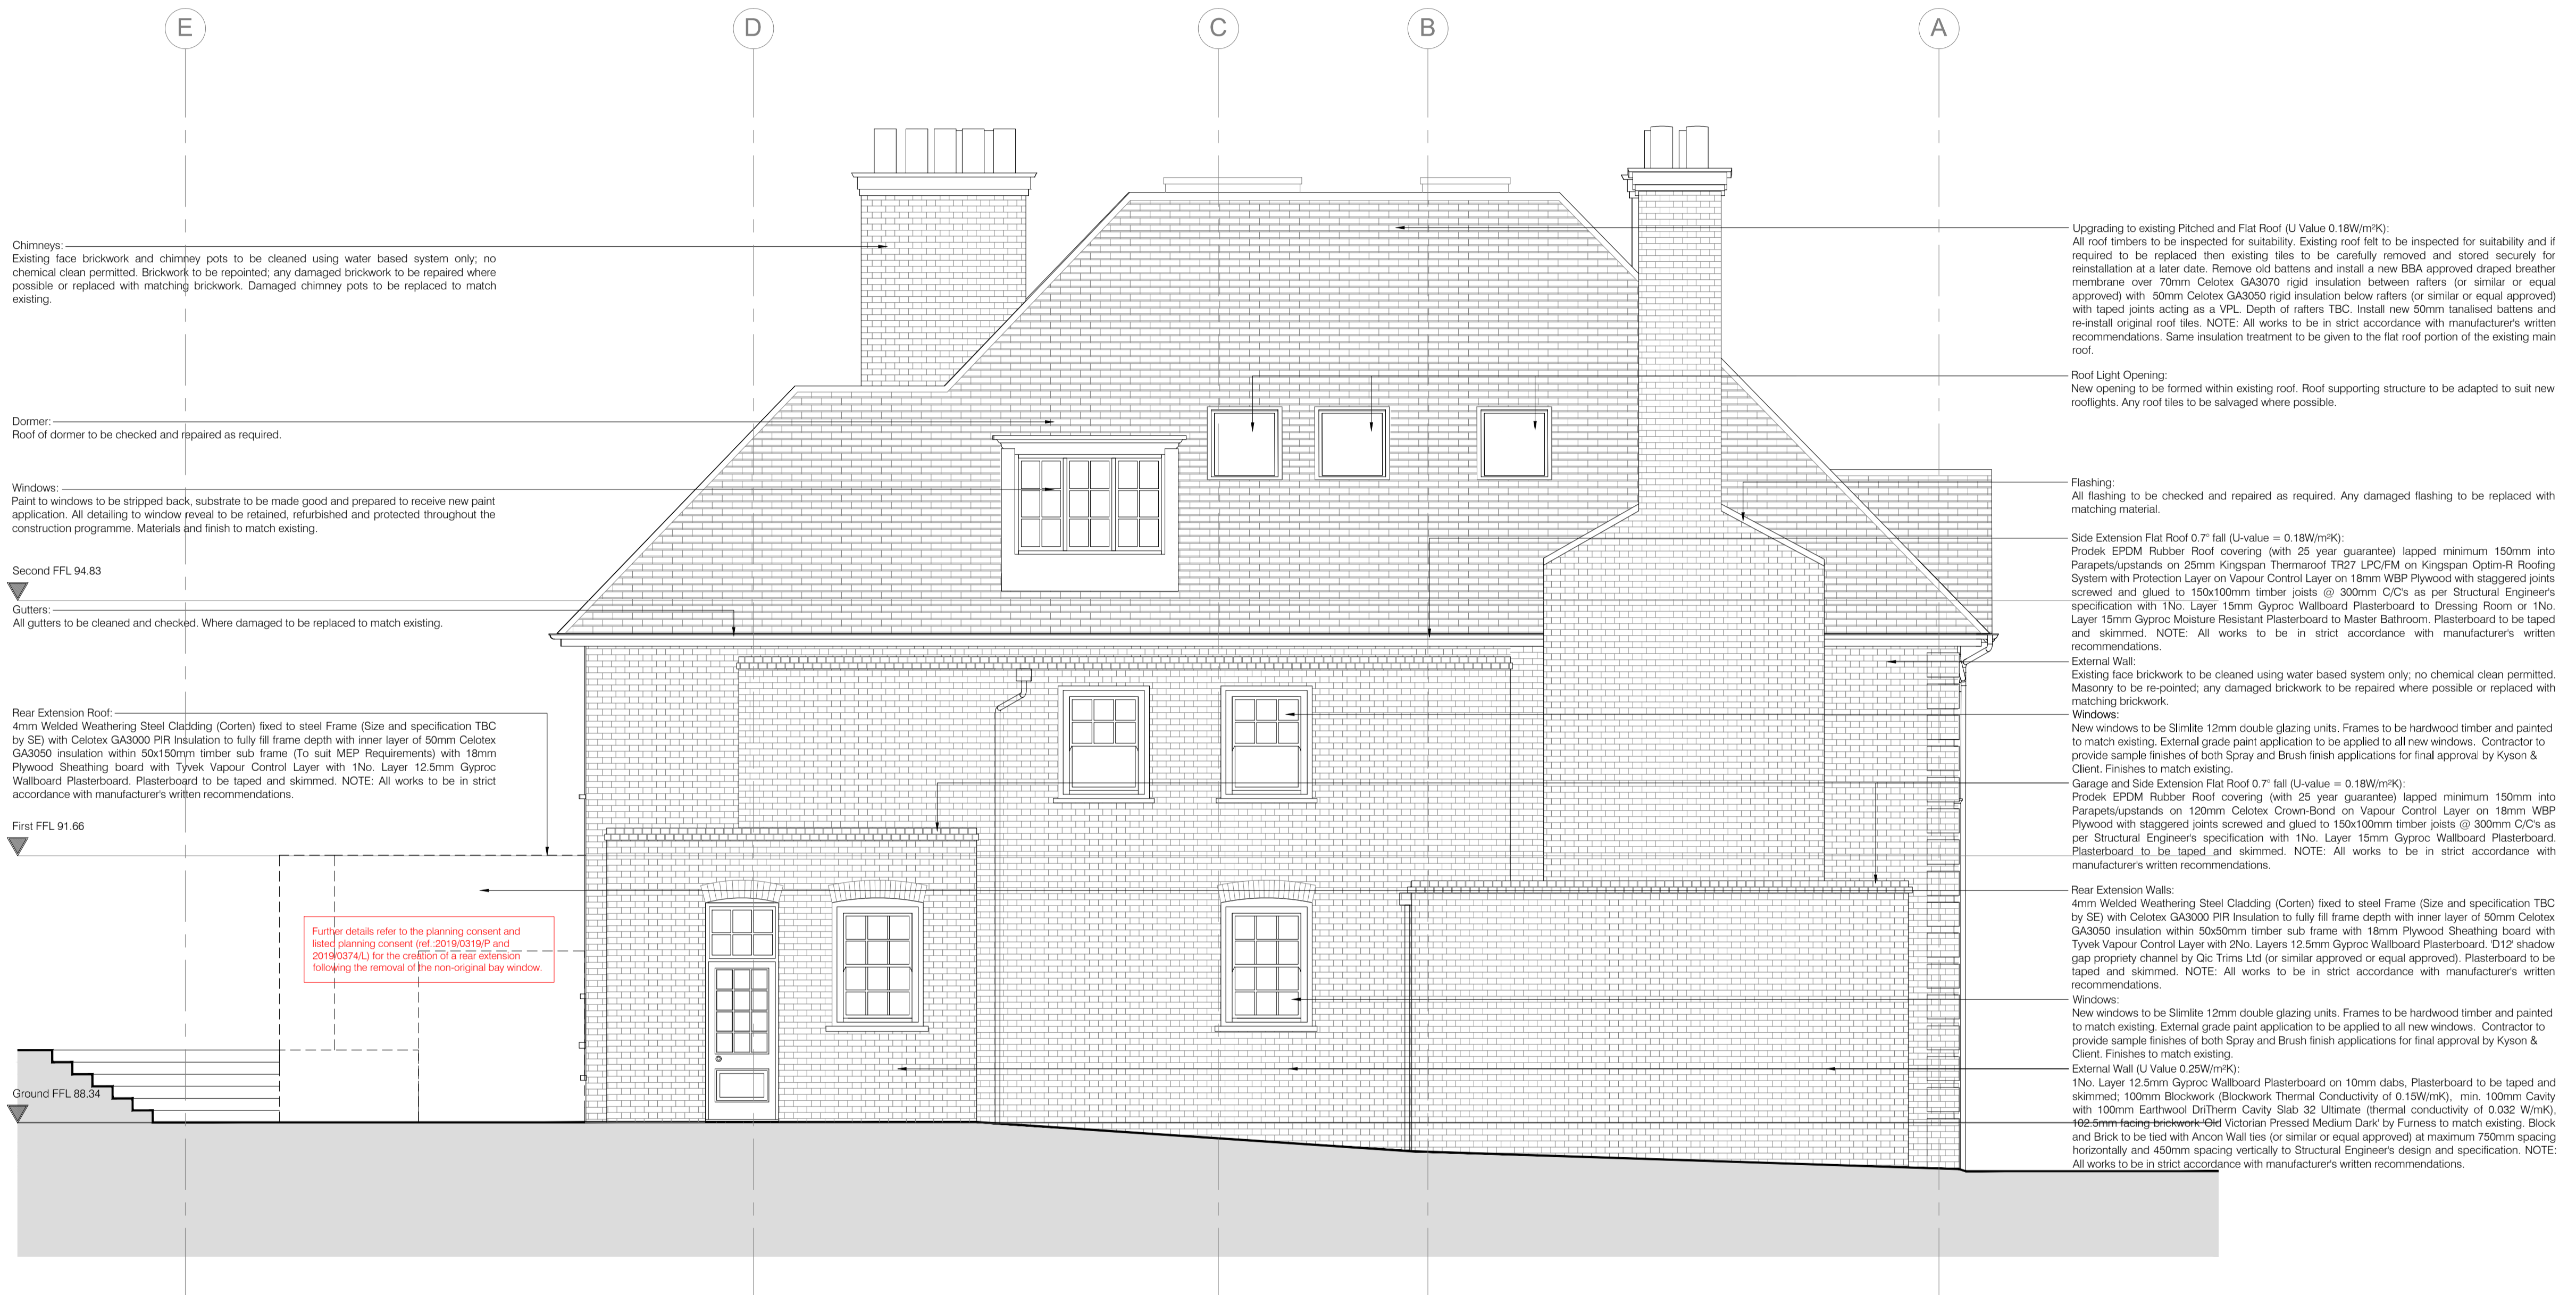 E
D
C
B
A
Chimneys:
Existing face brickwork and chimney pots to be cleaned using water based system only; no
chemical clean permitted. Brickwork to be repointed; any damaged brickwork to be repaired where
possible or replaced with matching brickwork. Damaged chimney pots to be replaced to match
existing.
Dormer:
Roof of dormer to be checked and repaired as required.
Windows:
Paint to windows to be stripped back, substrate to be made good and prepared to receive new paint
application. All detailing to window reveal to be retained, refurbished and protected throughout the
construction programme. Materials and finish to match existing.
Second FFL 94.83
Gutters:
All gutters to be cleaned and checked. Where damaged to be replaced to match existing.
Rear Extension Roof:
4mm Welded Weathering Steel Cladding (Corten) fixed to steel Frame (Size and specification TBC
by SE) with Celotex GA3000 PIR Insulation to fully fill frame depth with inner layer of 50mm Celotex
GA3050 insulation within 50x150mm timber sub frame (To suit MEP Requirements) with 18mm
Plywood Sheathing board with Tyvek Vapour Control Layer with 1No. Layer 12.5mm Gyproc
Wallboard Plasterboard. Plasterboard to be taped and skimmed. NOTE: All works to be in strict
accordance with manufacturer's written recommendations.
First FFL 91.66
Further details refer to the planning consent and
listed planning consent (ref.:2019/0319/P and
2019/0374/L) for the creation of a rear extension
following the removal of the non-original bay window.
Ground FFL 88.34
Upgrading to existing Pitched and Flat Roof (U Value 0.18W/m²K):
All roof timbers to be inspected for suitability. Existing roof felt to be inspected for suitability and if
required to be replaced then existing tiles to be carefully removed and stored securely for
reinstallation at a later date. Remove old battens and install a new BBA approved draped breather
membrane over 70mm Celotex GA3070 rigid insulation between rafters (or similar or equal
approved) with 50mm Celotex GA3050 rigid insulation below rafters (or similar or equal approved)
with taped joints acting as a VPL. Depth of rafters TBC. Install new 50mm tanalised battens and
re-install original roof tiles. NOTE: All works to be in strict accordance with manufacturer's written
recommendations. Same insulation treatment to be given to the flat roof portion of the existing main
roof.
Roof Light Opening:
New opening to be formed within existing roof. Roof supporting structure to be adapted to suit new
rooflights. Any roof tiles to be salvaged where possible.
Flashing:
All flashing to be checked and repaired as required. Any damaged flashing to be replaced with
matching material.
Side Extension Flat Roof 0.7° fall (U-value = 0.18W/m²K):
Prodek EPDM Rubber Roof covering (with 25 year guarantee) lapped minimum 150mm into
Parapets/upstands on 25mm Kingspan Thermaroof TR27 LPC/FM on Kingspan Optim-R Roofing
System with Protection Layer on Vapour Control Layer on 18mm WBP Plywood with staggered joints
screwed and glued to 150x100mm timber joists @ 300mm C/C's as per Structural Engineer's
specification with 1No. Layer 15mm Gyproc Wallboard Plasterboard to Dressing Room or 1No.
Layer 15mm Gyproc Moisture Resistant Plasterboard to Master Bathroom. Plasterboard to be taped
and skimmed. NOTE: All works to be in strict accordance with manufacturer's written
recommendations.
External Wall:
Existing face brickwork to be cleaned using water based system only; no chemical clean permitted.
Masonry to be re-pointed; any damaged brickwork to be repaired where possible or replaced with
matching brickwork.
Windows:
New windows to be Slimlite 12mm double glazing units. Frames to be hardwood timber and painted
to match existing. External grade paint application to be applied to all new windows. Contractor to
provide sample finishes of both Spray and Brush finish applications for final approval by Kyson &
Client. Finishes to match existing.
Garage and Side Extension Flat Roof 0.7° fall (U-value = 0.18W/m²K):
Prodek EPDM Rubber Roof covering (with 25 year guarantee) lapped minimum 150mm into
Parapets/upstands on 120mm Celotex Crown-Bond on Vapour Control Layer on 18mm WBP
Plywood with staggered joints screwed and glued to 150x100mm timber joists @ 300mm C/C's as
per Structural Engineer's specification with 1No. Layer 15mm Gyproc Wallboard Plasterboard.
Plasterboard to be taped and skimmed. NOTE: All works to be in strict accordance with
manufacturer's written recommendations.
Rear Extension Walls:
4mm Welded Weathering Steel Cladding (Corten) fixed to steel Frame (Size and specification TBC
by SE) with Celotex GA3000 PIR Insulation to fully fill frame depth with inner layer of 50mm Celotex
GA3050 insulation within 50x50mm timber sub frame with 18mm Plywood Sheathing board with
Tyvek Vapour Control Layer with 2No. Layers 12.5mm Gyproc Wallboard Plasterboard. 'D12' shadow
gap propriety channel by Qic Trims Ltd (or similar approved or equal approved). Plasterboard to be
taped and skimmed. NOTE: All works to be in strict accordance with manufacturer's written
recommendations.
Windows:
New windows to be Slimlite 12mm double glazing units. Frames to be hardwood timber and painted
to match existing. External grade paint application to be applied to all new windows. Contractor to
provide sample finishes of both Spray and Brush finish applications for final approval by Kyson &
Client. Finishes to match existing.
External Wall (U Value 0.25W/m²K):
1No. Layer 12.5mm Gyproc Wallboard Plasterboard on 10mm dabs, Plasterboard to be taped and
skimmed; 100mm Blockwork (Blockwork Thermal Conductivity of 0.15W/mK), min. 100mm Cavity
with 100mm Earthwool DriTherm Cavity Slab 32 Ultimate (thermal conductivity of 0.032 W/mK),
102.5mm facing brickwork 'Old Victorian Pressed Medium Dark' by Furness to match existing. Block
and Brick to be tied with Ancon Wall ties (or similar or equal approved) at maximum 750mm spacing
horizontally and 450mm spacing vertically to Structural Engineer's design and specification. NOTE:
All works to be in strict accordance with manufacturer's written recommendations.